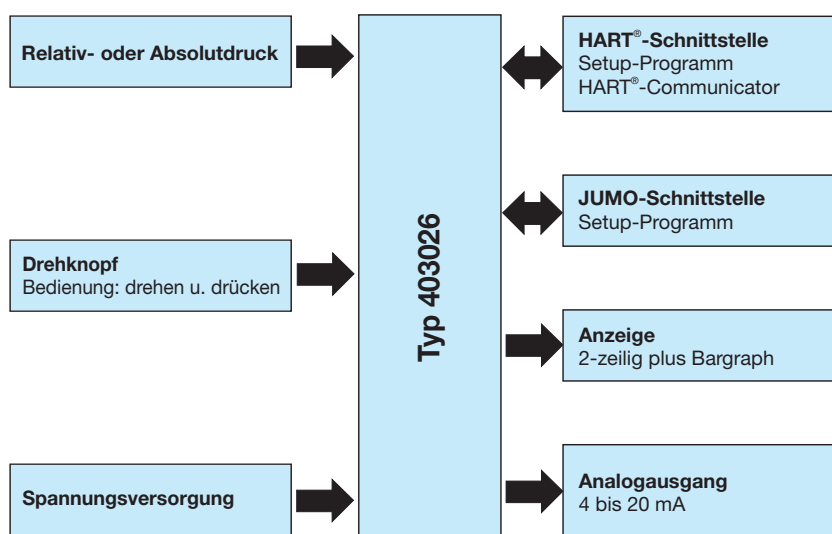 Relativ- oder Absolutdruck
Drehknopf
Bedienung: drehen u. drücken
Spannungsversorgung
Typ 403026
HART®-Schnittstelle
Setup-Programm
HART®-Communicator
JUMO-Schnittstelle
Setup-Programm
Anzeige
2-zeilig plus Bargraph
Analogausgang
4 bis 20 mA